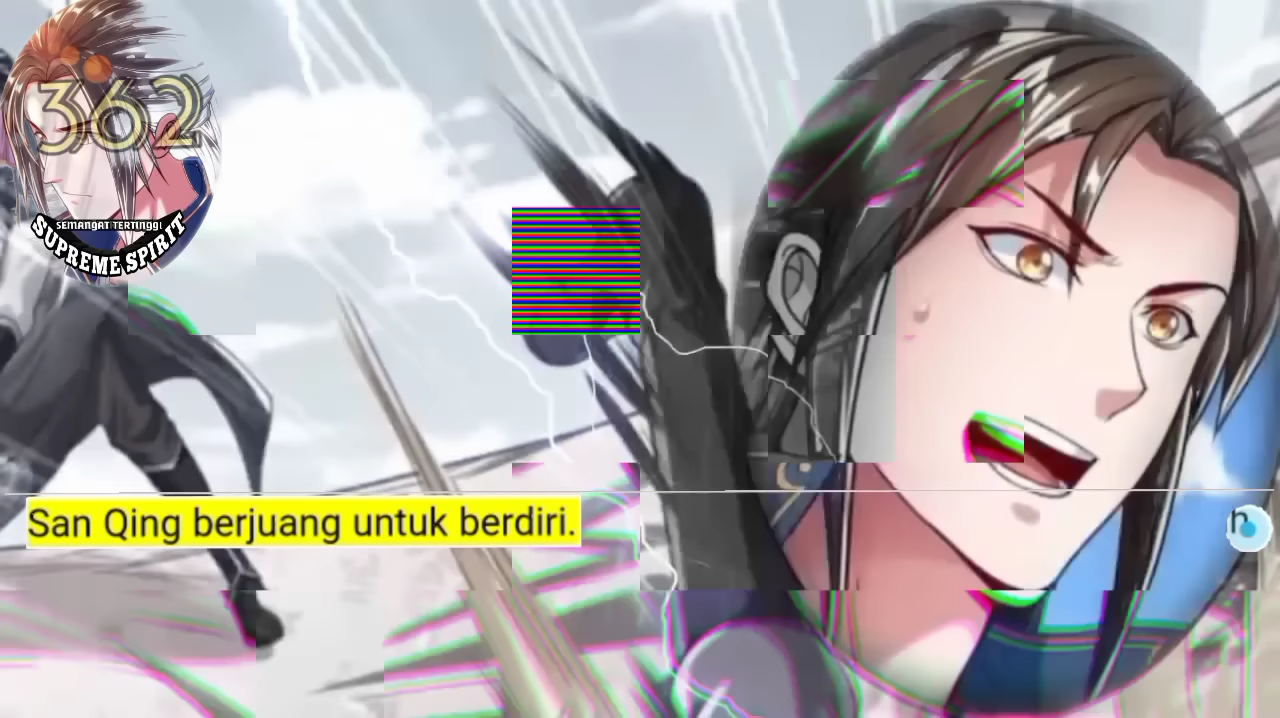 362
SEMANGAT TERTINGGI
SUPREME SPIRIT
San Qing berjuang untuk berdiri.
h